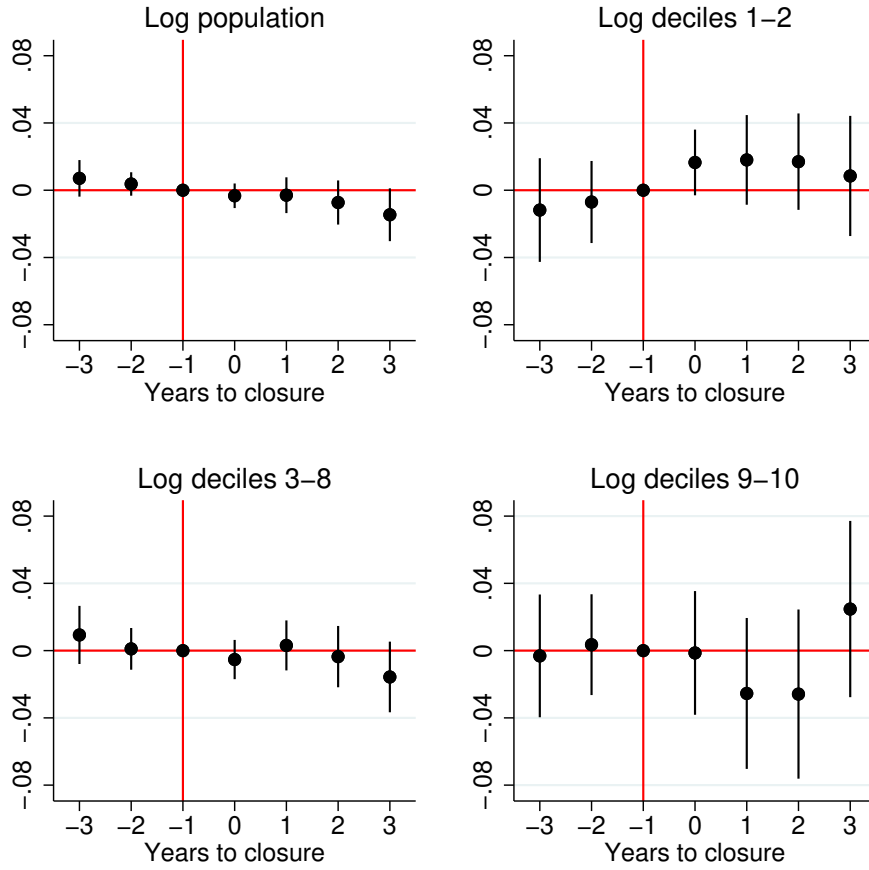 Log population
.08
.04
0
−.04
−.08
−3 −2 −1 0 1 2 3
Years to closure
Log deciles 1−2
.08
.04
0
−.04
−.08
−3 −2 −1 0 1 2 3
Years to closure
Log deciles 3−8
.08
.04
0
−.04
−.08
−3 −2 −1 0 1 2 3
Years to closure
Log deciles 9−10
.08
.04
0
−.04
−.08
−3 −2 −1 0 1 2 3
Years to closure